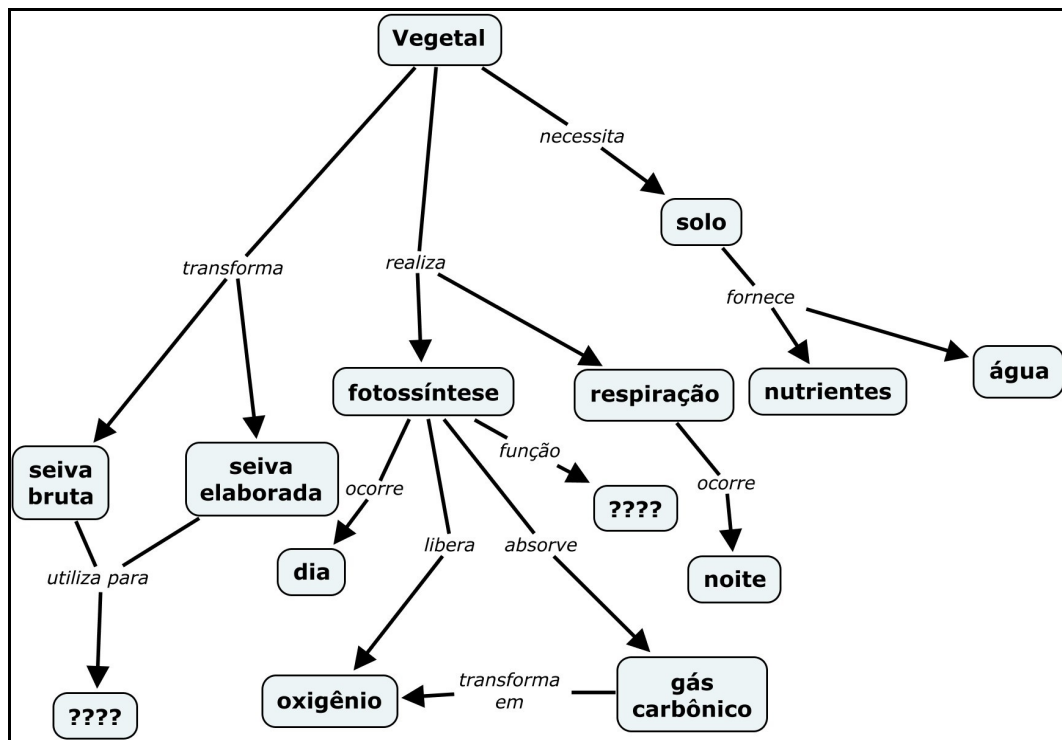 Vegetal
necessita
solo
transforma
realiza
fornece
fotossíntese
respiração
nutrientes
água
seiva
bruta
seiva
elaborada
ocorre
função
ocorre
????
libera
absorve
utiliza para
dia
noite
????
oxigênio
transforma
em
gás
carbônico